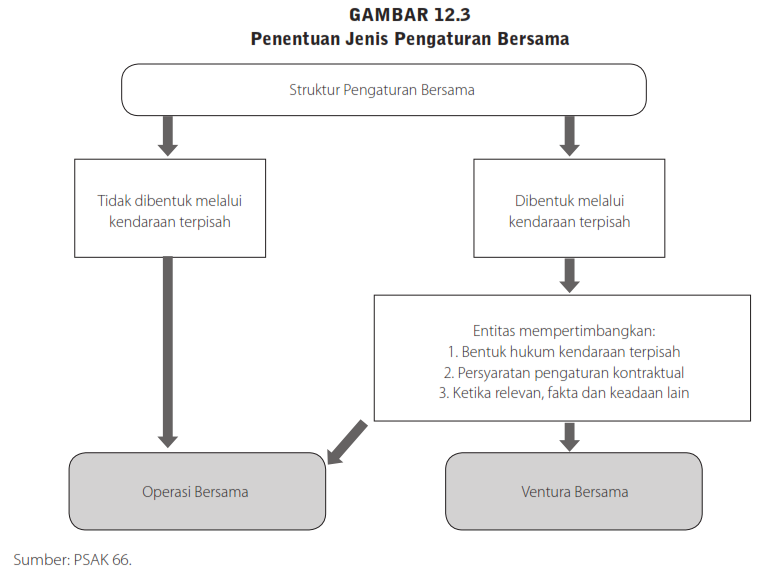 GAMBAR 12.3
Penentuan Jenis Pengaturan Bersama
Struktur Pengaturan Bersama
Tidak dibentuk melalui
kendaraan terpisah
Dibentuk melalui
kendaraan terpisah
Entitas mempertimbangkan:
1. Bentuk hukum kendaraan terpisah
2. Persyaratan pengaturan kontraktual
3. Ketika relevan, fakta dan keadaan lain
Operasi Bersama
Ventura Bersama
Sumber: PSAK 66.